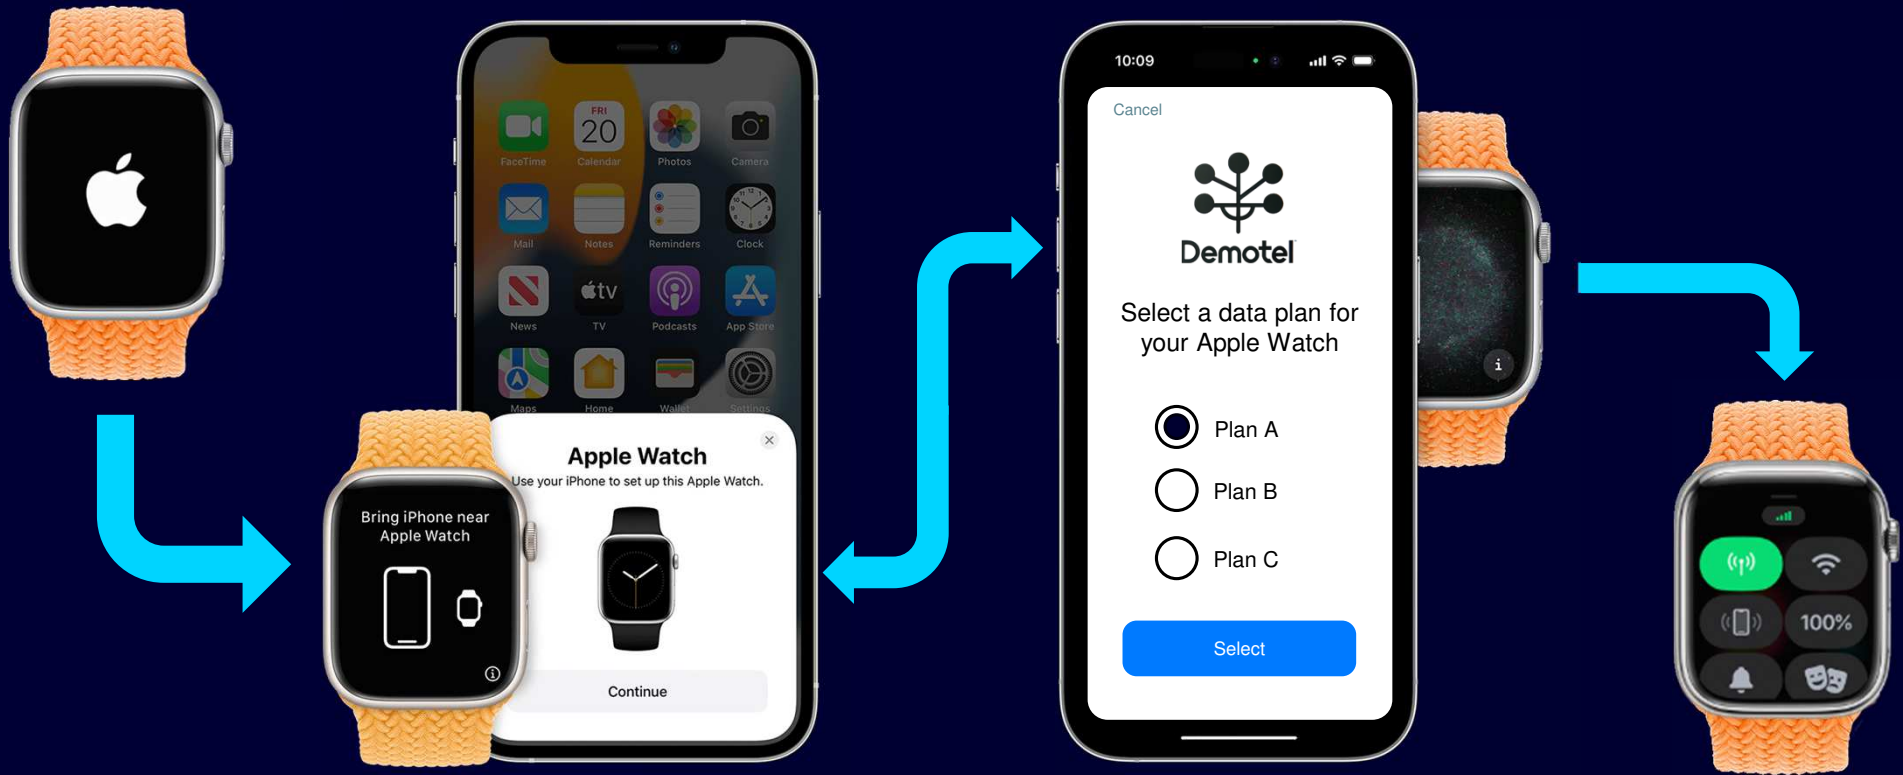 FaceTime
FRI
20
Calendar
Photos
Camera
Mail
Notes
Reminders
Clock
News
tv
TV
Podcasts
App Store
Maps
Home
Wallet
Settings
Bring iPhone near
Apple Watch
Apple Watch
Use your iPhone to set up this Apple Watch.
Continue
10:09
Cancel
Demotel
Select a data plan for
your Apple Watch
Plan A
Plan B
Plan C
Select
100%